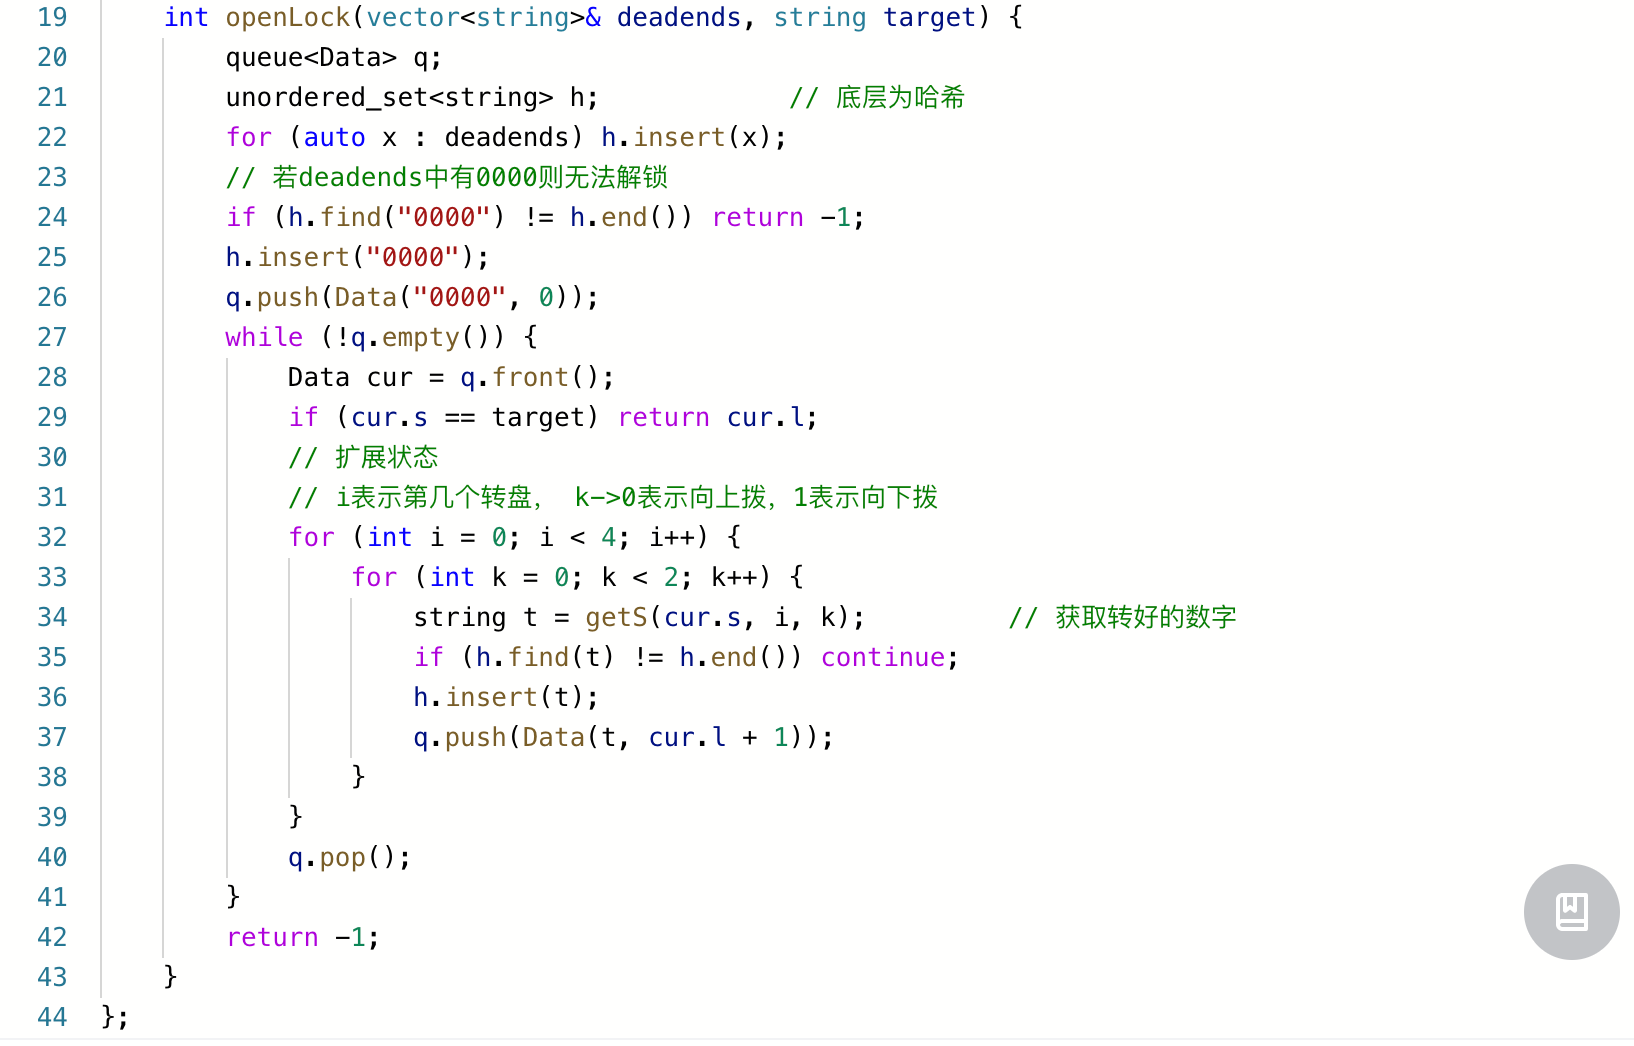 19 int openLock(vector<string>& deadends, string target) {
20 queue<Data> q;
21 unordered_set<string> h; // 底层为哈希
22 for (auto x : deadends) h.insert(x);
23 // 若deadends中有0000则无法解锁
24 if (h.find("0000") != h.end()) return -1;
25 h.insert("0000");
26 q.push(Data("0000", 0));
27 while (!q.empty()) {
28 Data cur = q.front();
29 if (cur.s == target) return cur.l;
30 // 扩展状态
31 // i表示第几个转盘， k->0表示向上拨，1表示向下拨
32 for (int i = 0; i < 4; i++) {
33 for (int k = 0; k < 2; k++) {
34 string t = getS(cur.s, i, k); // 获取转好的数字
35 if (h.find(t) != h.end()) continue;
36 h.insert(t);
37 q.push(Data(t, cur.l + 1));
38 }
39 }
40 q.pop();
41 }
42 return -1;
43 }
44 };